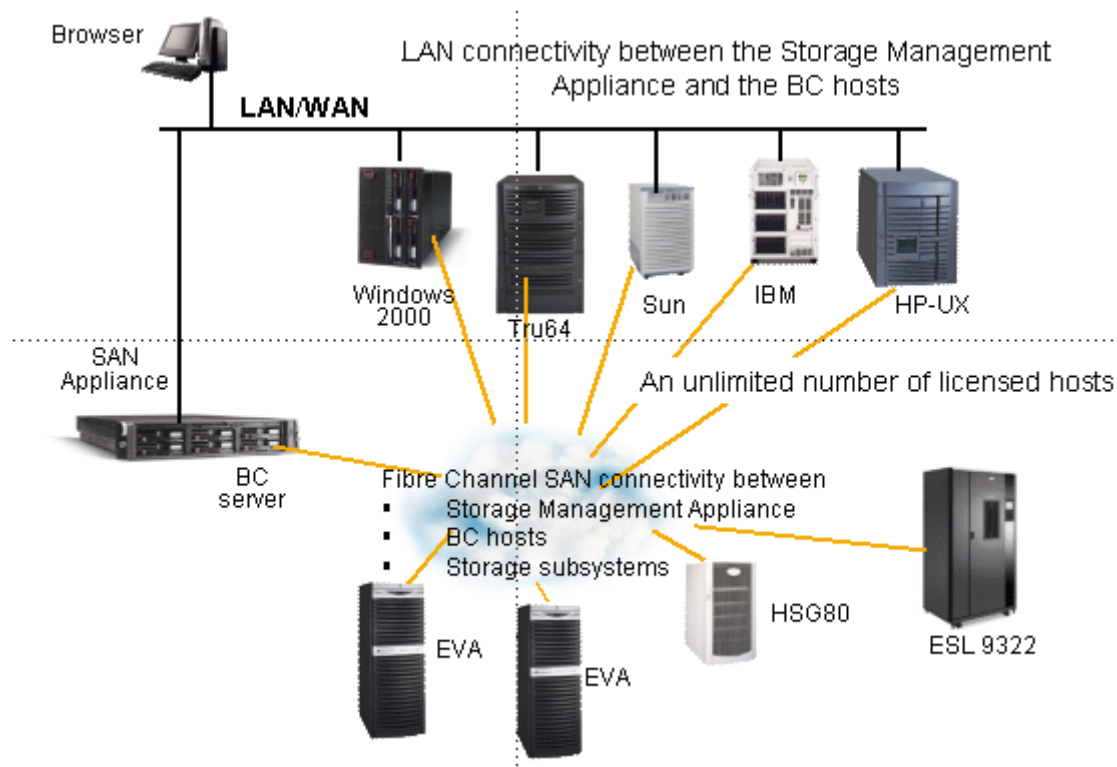 Browser
LAN connectivity between the Storage Management
Appliance and the BC hosts
LAN/WAN
Windows
2000
Tru64
Sun
IBM
HP-UX
SAN
Appliance
An unlimited number of licensed hosts
BC
server
Fibre Channel SAN connectivity between
▪ Storage Management Appliance
▪ BC hosts
▪ Storage subsystems
EVA
EVA
HSG80
ESL 9322